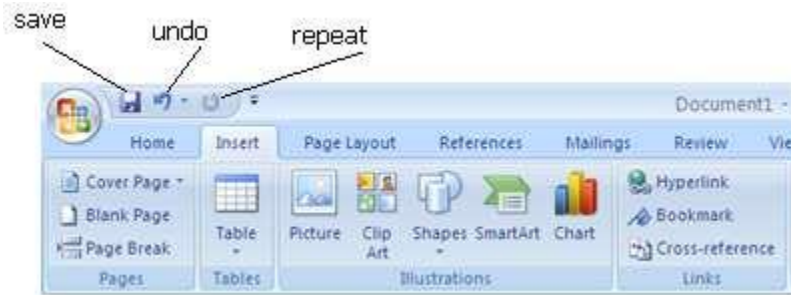 save
undo
repeat
Document1 -
Home Insert Page Layout References Mailings Review Vie
Cover Page
Blank Page
Page Break
Table
Picture Clip Art Shapes SmartArt Chart
Hyperlink
Bookmark
Cross-reference
Pages Tables Illustrations Links